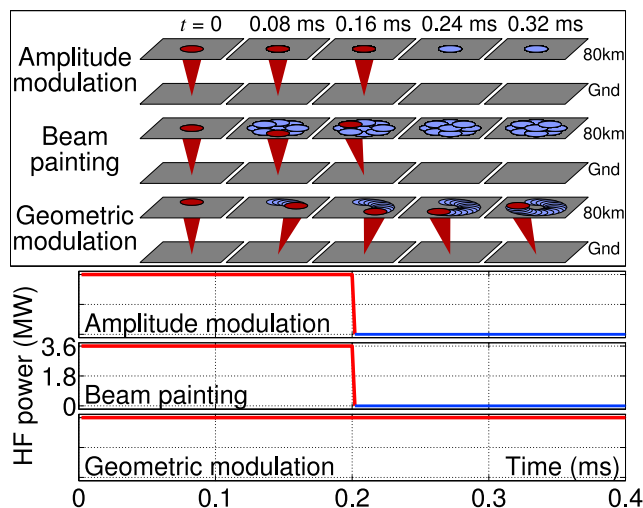 t = 0 0.08 ms 0.16 ms 0.24 ms 0.32 ms
Amplitude
modulation
80km
Gnd
Beam
painting
80km
Gnd
Geometric
modulation
80km
Gnd
HF power (MW)
Amplitude modulation
3.6
1.8
0
Beam painting
Geometric modulation Time (ms)
0 0.1 0.2 0.3 0.4